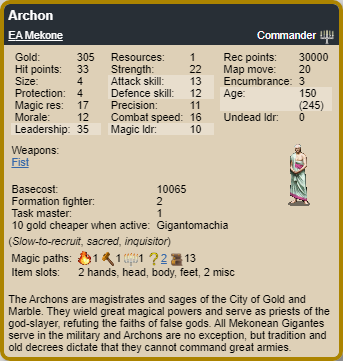 Archon
EA Mekone Commander
Gold: 305 Resources: 1 Rec points: 30000
Hit points: 33 Strength: 22 Map move: 20
Size: 4 Attack skill: 13 Encumbrance: 3
Protection: 4 Defence skill: 12 Age: 150
Magic res: 17 Precision: 11 (245)
Morale: 12 Combat speed: 16 Undead ldr: 0
Leadership: 35 Magic ldr: 10
Weapons:
Fist
Basecost: 10065
Formation fighter: 2
Task master: 1
10 gold cheaper when active: Gigantomachia
(Slow-to-recruit, sacred, inquisitor)
Magic paths: 1 1 1 ? 2 13
Item slots: 2 hands, head, body, feet, 2 misc
The Archons are magistrates and sages of the City of Gold and
Marble. They wield great magical powers and serve as priests of the
god-slayer, refuting the faiths of false gods. All Mekonean Gigantes
serve in the military and Archons are no exception, but tradition and
old decrees dictate that they cannot command great armies.